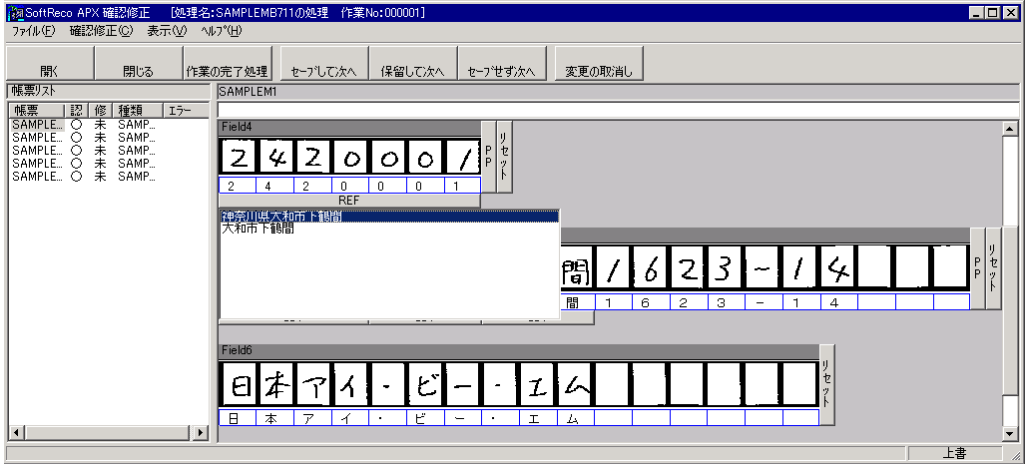 SoftReco APX 確認修正 [処理名:SAMPLEMB711の処理 作業No:000001]
ファイル(F) 確認修正(C) 表示(V) ヘルプ(H)
開く 閉じる 作業の完了処理 セーブして次へ 保留して次へ セーブせず次へ 変更の取消し
帳票リスト
SAMPLEM1
帳票 認 修 種類 エラー
SAMPLE... ○ 未 SAMP...
SAMPLE... ○ 未 SAMP...
SAMPLE... ○ 未 SAMP...
SAMPLE... ○ 未 SAMP...
SAMPLE... ○ 未 SAMP...
Field4
2 4 2 0 0 0 1
2 4 2 0 0 0 1
PP リセット
REF
神奈川県大和市下鶴間
大和市下鶴間
間 1 6 2 3 - 1 4
間 1 6 2 3 - 1 4
PP リセット
Field6
日 本 ア イ ・ ビ ー ・ エ ム
日 本 ア イ ・ ビ ー ・ エ ム
リセット
上書